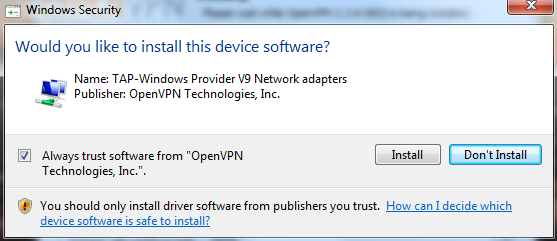 Windows Security
Would you like to install this device software?
Name: TAP-Windows Provider V9 Network adapters
Publisher: OpenVPN Technologies, Inc.
Always trust software from "OpenVPN
Technologies, Inc.".
Install
Don't Install
You should only install driver software from publishers you trust. How can I decide which
device software is safe to install?